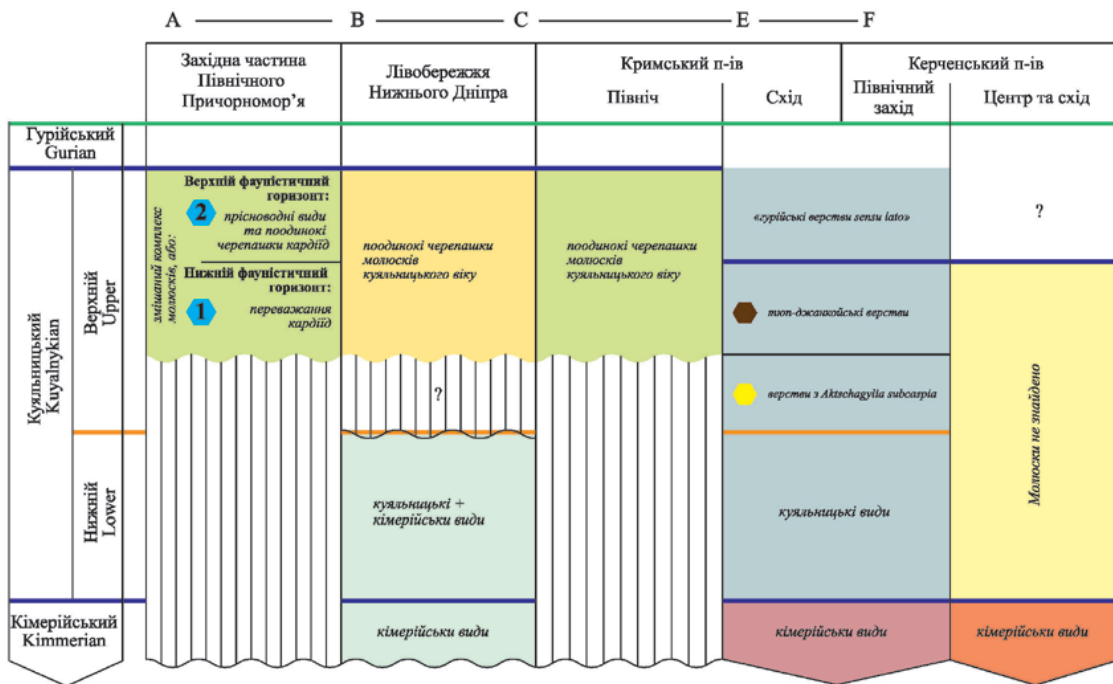 A
B
C
E
F
Західна частина
Північного
Причорномор’я
Лівобережжя
Нижнього Дніпра
Кримський п-ів
Північ
Схід
Керченський п-ів
Північний
захід
Центр та схід
Гурійський
Gurian
Куяльницький
Kuyalnykian
Верхній
Upper
змішаний комплекс
молюсків, або:
Верхній фауністичний
горизонт:
2
прісноводні види
та поодинокі
черепашки кардіїд
Нижній фауністичний
горизонт:
1
переважання
кардіїд
поодинокі черепашки
молюсків
куяльницького віку
поодинокі черепашки
молюсків
куяльницького віку
«гурійські верстви sensu lato»
?
тюп-джанкойські верстви
?
верстви з Aktschagylia subcaspia
Молюски не знайдено
Нижній
Lower
куяльницькі +
кімерійськи види
куяльницькі види
Кімерійський
Kimmerian
кімерійськи види
кімерійськи види
кімерійськи види